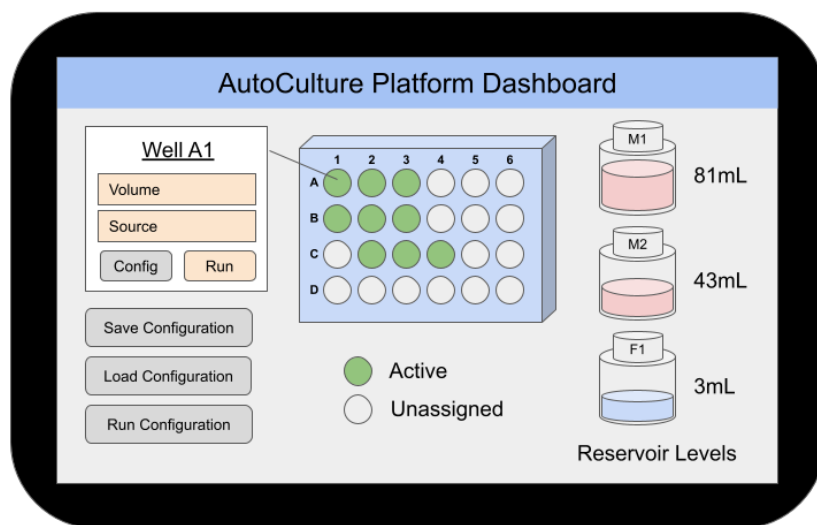 AutoCulture Platform Dashboard
Well A1
Volume
Source
Config Run
Save Configuration
Load Configuration
Run Configuration
1 2 3 4 5 6
A
B
C
D
Active
Unassigned
M1
81mL
M2
43mL
F1
3mL
Reservoir Levels